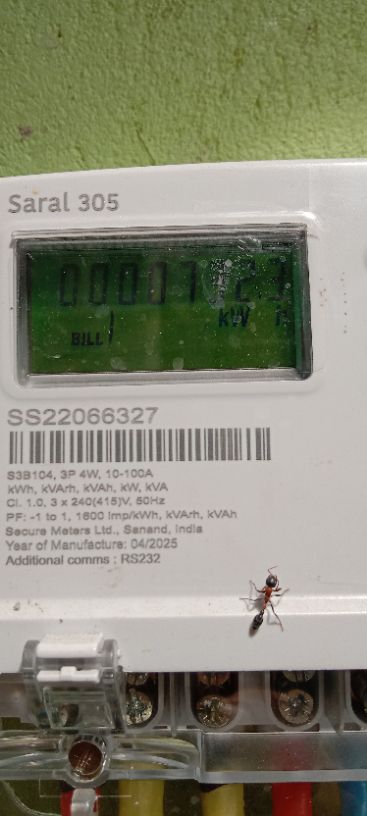 Saral 305
kW
BILL
SS22066327
S3B104, 3P 4W, 10-100A
kWh, kVArh, kVAh, kW, kVA
Cl. 1.0, 3 x 240(415)V, 50Hz
PF: -1 to 1, 1600 imp/kWh, kVArh, kVAh
Secure Meters Ltd., Sanand, India
Year of Manufacture: 04/2025
Additional comms : RS232